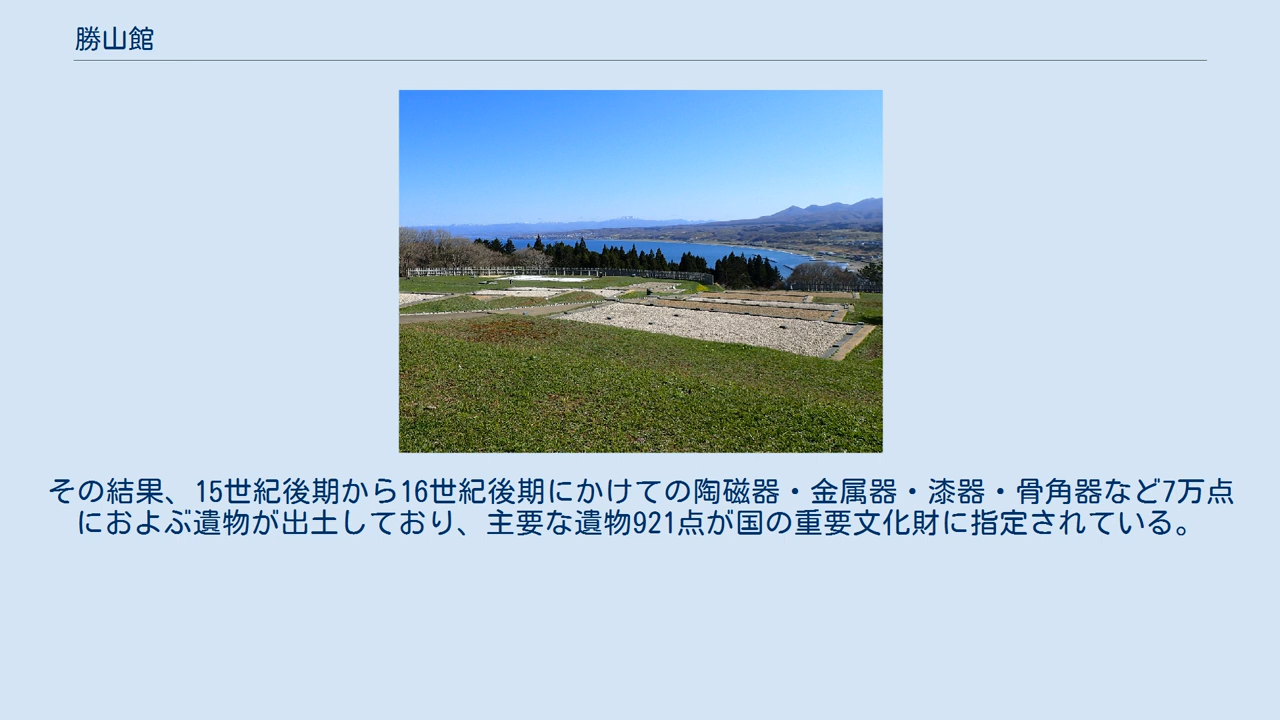 勝山館
その結果、15世紀後期から16世紀後期にかけての陶磁器・金属器・漆器・骨角器など7万点
におよぶ遺物が出土しており、主要な遺物921点が国の重要文化財に指定されている。